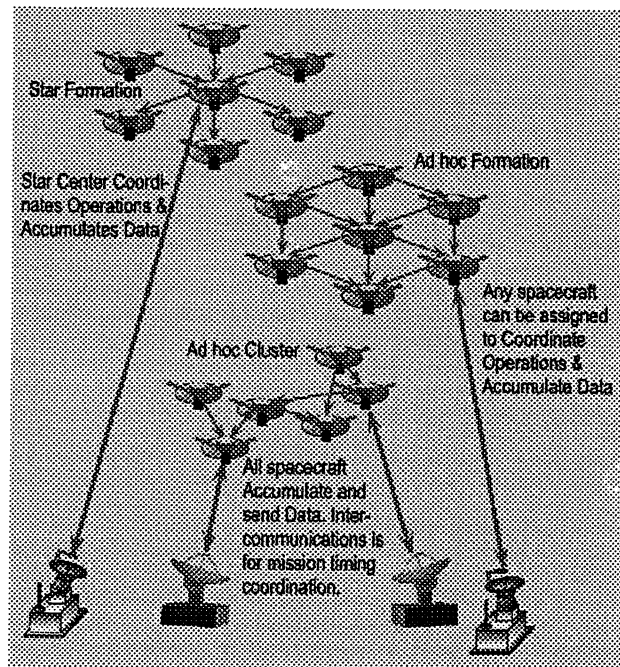 Star Formation
Star Center Coordi-
nates Operations &
Accumulates Data
Ad hoc Formation
Any spacecraft
can be assigned
to Coordinate
Operations &
Accumulate Data
Ad hoc Cluster
All spacecraft
Accumulate and
send Data. Inter-
communications is
for mission timing
coordination.